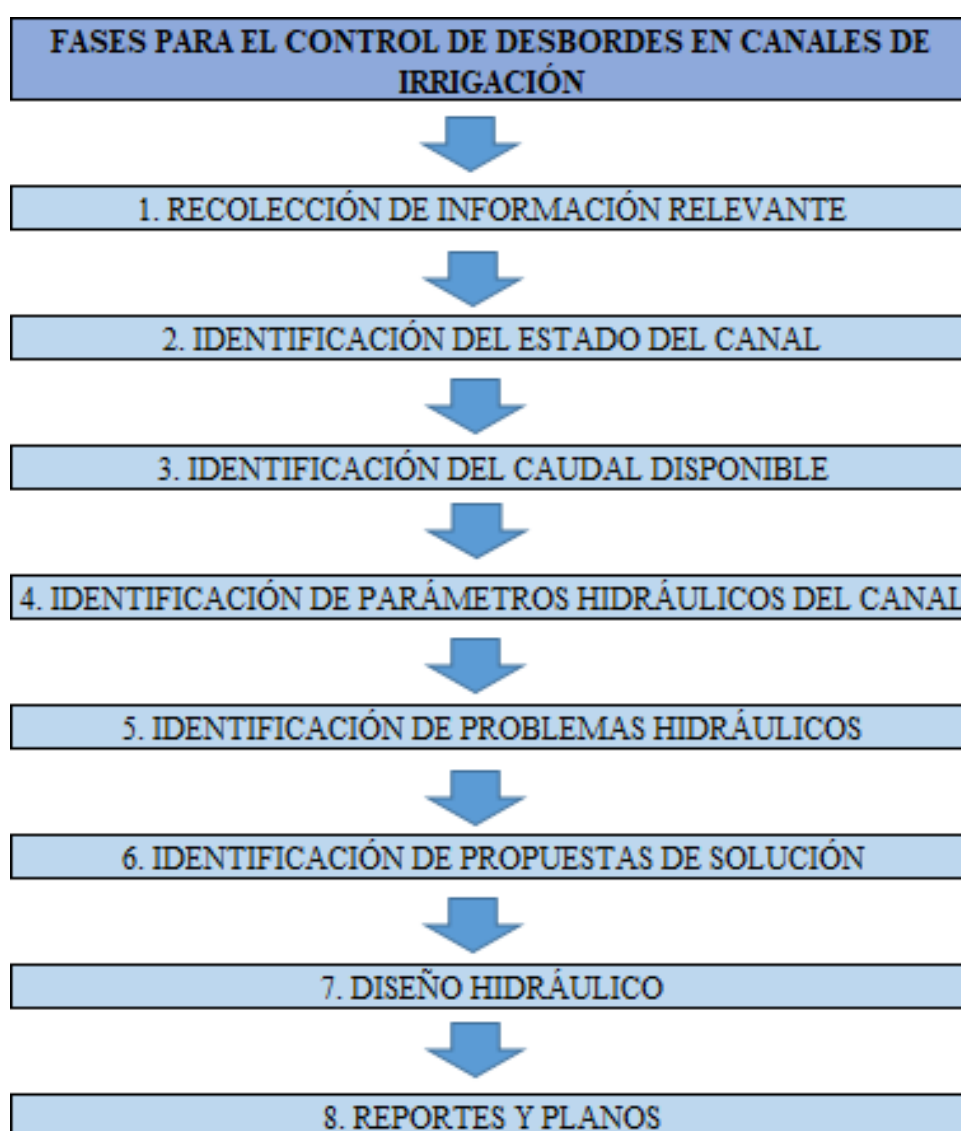 FASES PARA EL CONTROL DE DESBORDES EN CANALES DE
IRRIGACIÓN
1. RECOLECCIÓN DE INFORMACIÓN RELEVANTE
2. IDENTIFICACIÓN DEL ESTADO DEL CANAL
3. IDENTIFICACIÓN DEL CAUDAL DISPONIBLE
4. IDENTIFICACIÓN DE PARÁMETROS HIDRÁULICOS DEL CANAL
5. IDENTIFICACIÓN DE PROBLEMAS HIDRÁULICOS
6. IDENTIFICACIÓN DE PROPUESTAS DE SOLUCIÓN
7. DISEÑO HIDRÁULICO
8. REPORTES Y PLANOS